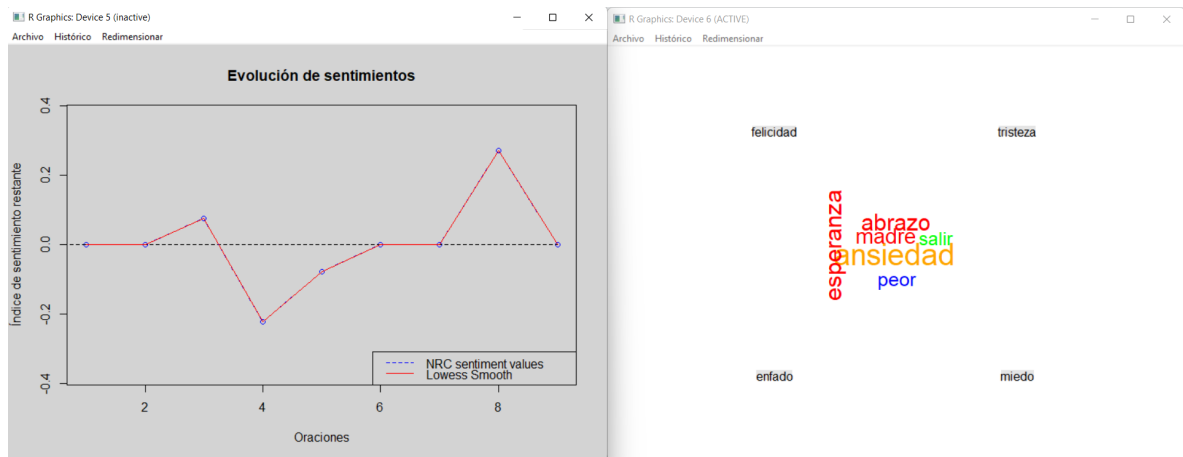 R Graphics: Device 5 (inactive)
Archivo Histórico Redimensionar
Evolución de sentimientos
Índice de sentimiento restante
0.4
0.2
0.0
-0.2
-0.4
NRC sentiment values
Lowess Smooth
2 4 6 8
Oraciones
R Graphics: Device 6 (ACTIVE)
Archivo Histórico Redimensionar
felicidad tristeza
esperanza
abrazo
madre salir
ansiedad
peor
enfado miedo